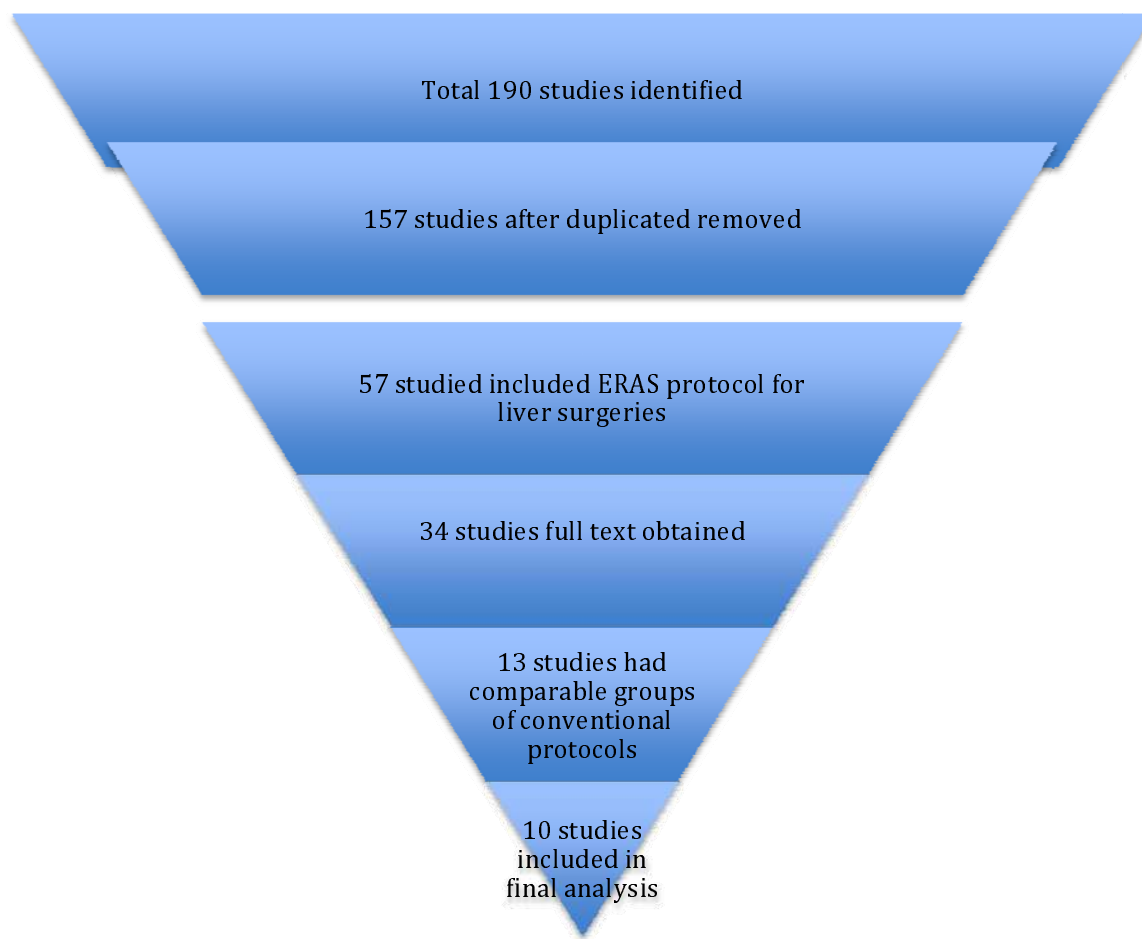 Total 190 studies identified
157 studies after duplicated removed
57 studied included ERAS protocol for
liver surgeries
34 studies full text obtained
13 studies had
comparable groups
of conventional
protocols
10 studies
included in
final analysis